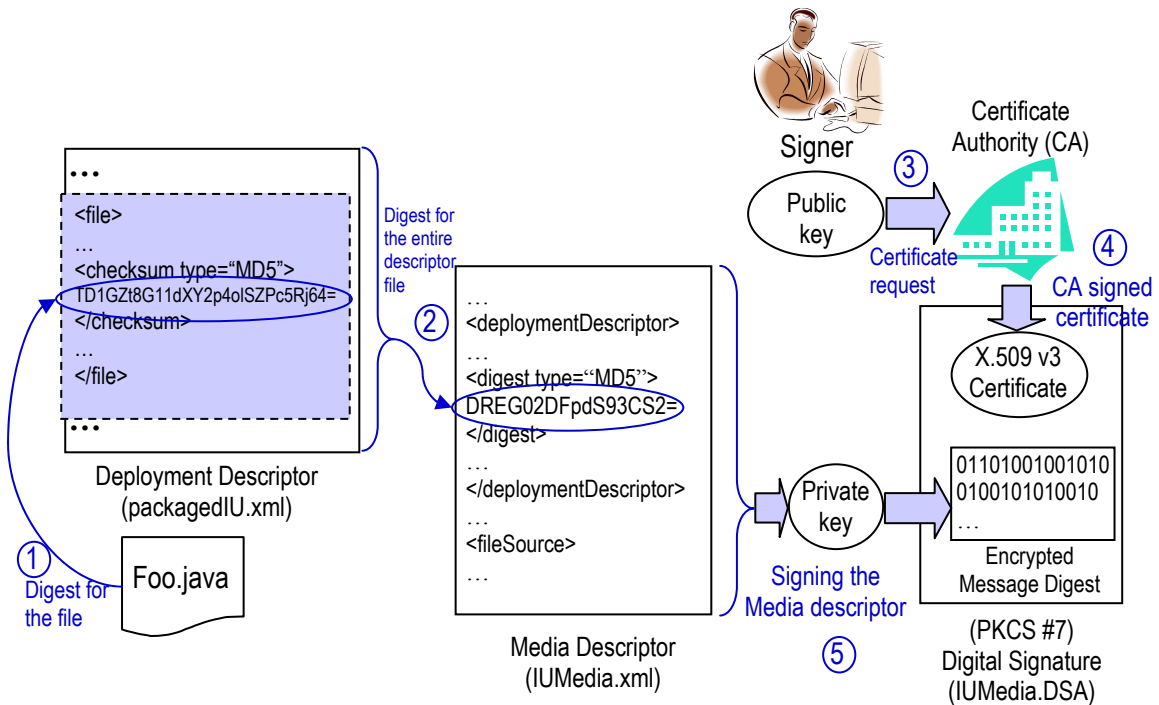 ...
<file>
...
<checksum type=“MD5”>
TD1GZt8G11dXY2p4olSZPc5Rj64=
</checksum>
...
</file>
...
Deployment Descriptor
(packagedIU.xml)
1
Digest for
the file
Foo.java
Digest for
the entire
descriptor
file
2
...
<deploymentDescriptor>
...
<digest type=“MD5”>
DREG02DFpdS93CS2=
</digest>
...
</deploymentDescriptor>
...
<fileSource>
...
Media Descriptor
(IUMedia.xml)
Signer
Public
key
3
Certificate
request
Certificate
Authority (CA)
4
CA signed
certificate
X.509 v3
Certificate
Private
key
Signing the
Media descriptor
5
01101001001010
0100101010010
...
Encrypted
Message Digest
(PKCS #7)
Digital Signature
(IUMedia.DSA)